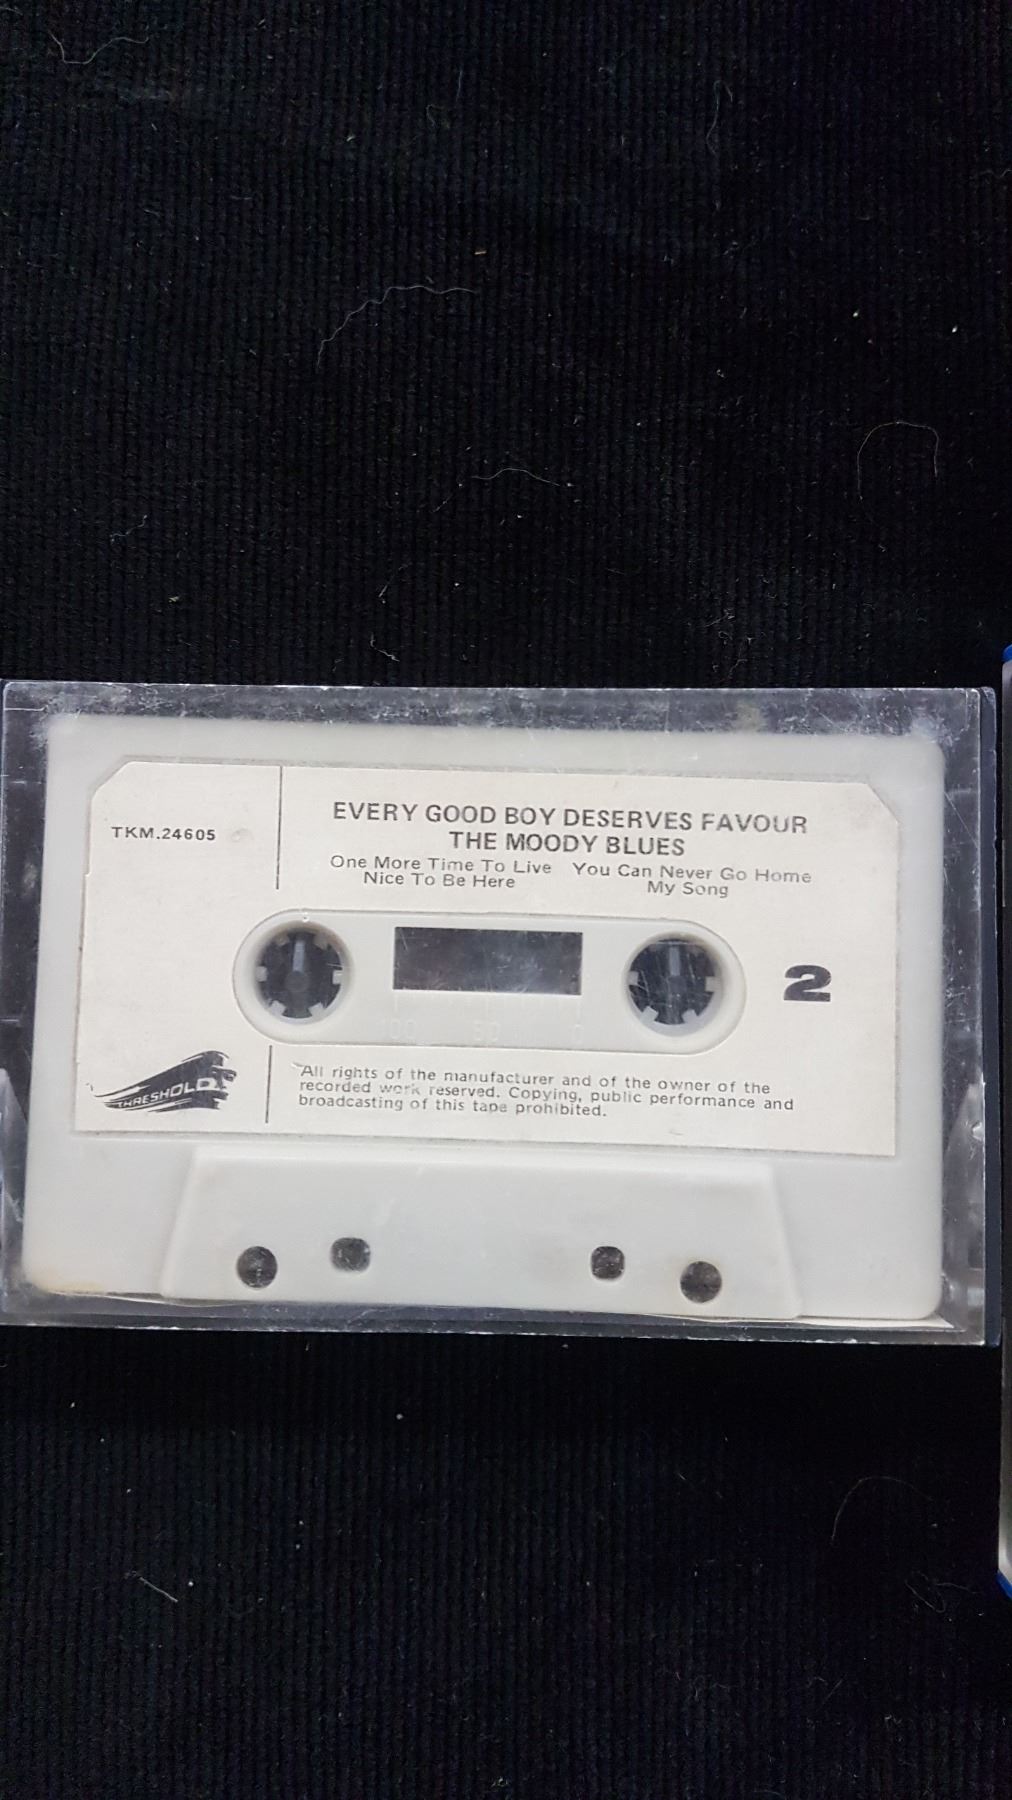 TKM.24605
EVERY GOOD BOY DESERVES FAVOUR
THE MOODY BLUES
One More Time To Live You Can Never Go Home
Nice To Be Here My Song
100 50 0
2
THRESHOLD
All rights of the manufacturer and of the owner of the
recorded work reserved. Copying, public performance and
broadcasting of this tape prohibited.